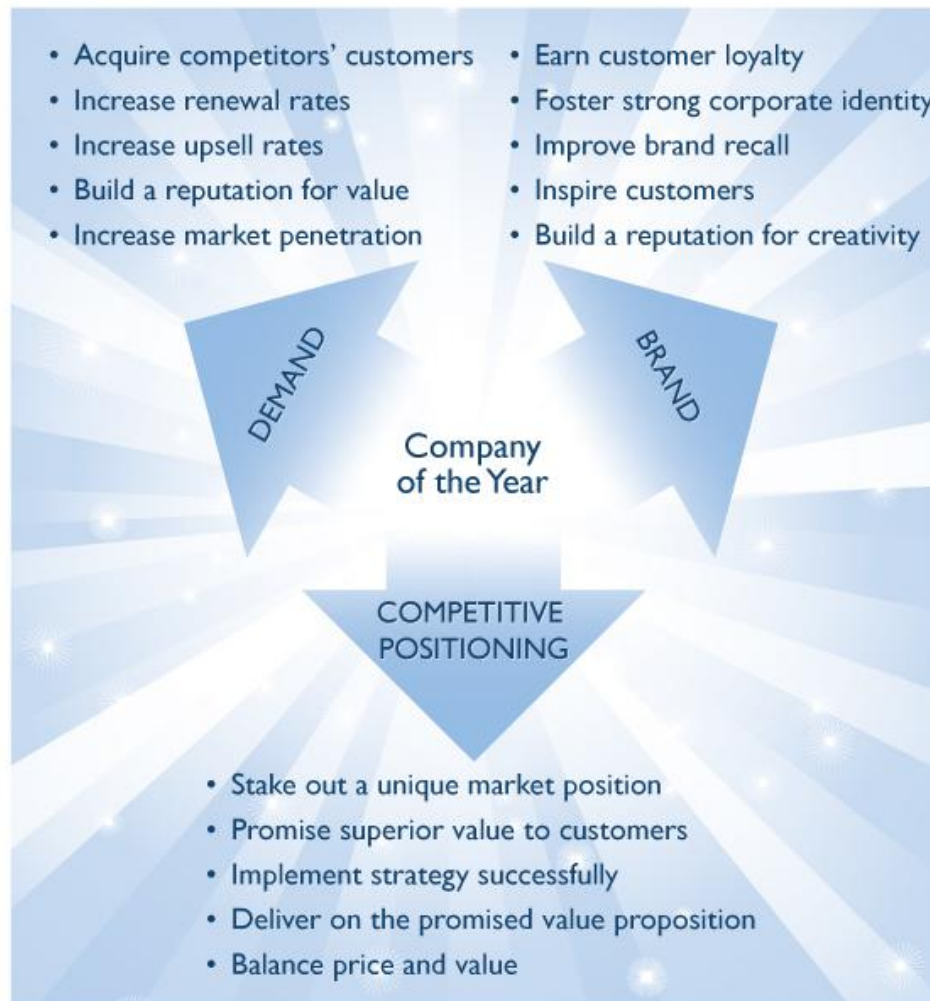 • Acquire competitors' customers
• Increase renewal rates
• Increase upsell rates
• Build a reputation for value
• Increase market penetration
• Earn customer loyalty
• Foster strong corporate identity
• Improve brand recall
• Inspire customers
• Build a reputation for creativity
DEMAND
BRAND
Company
of the Year
COMPETITIVE
POSITIONING
• Stake out a unique market position
• Promise superior value to customers
• Implement strategy successfully
• Deliver on the promised value proposition
• Balance price and value